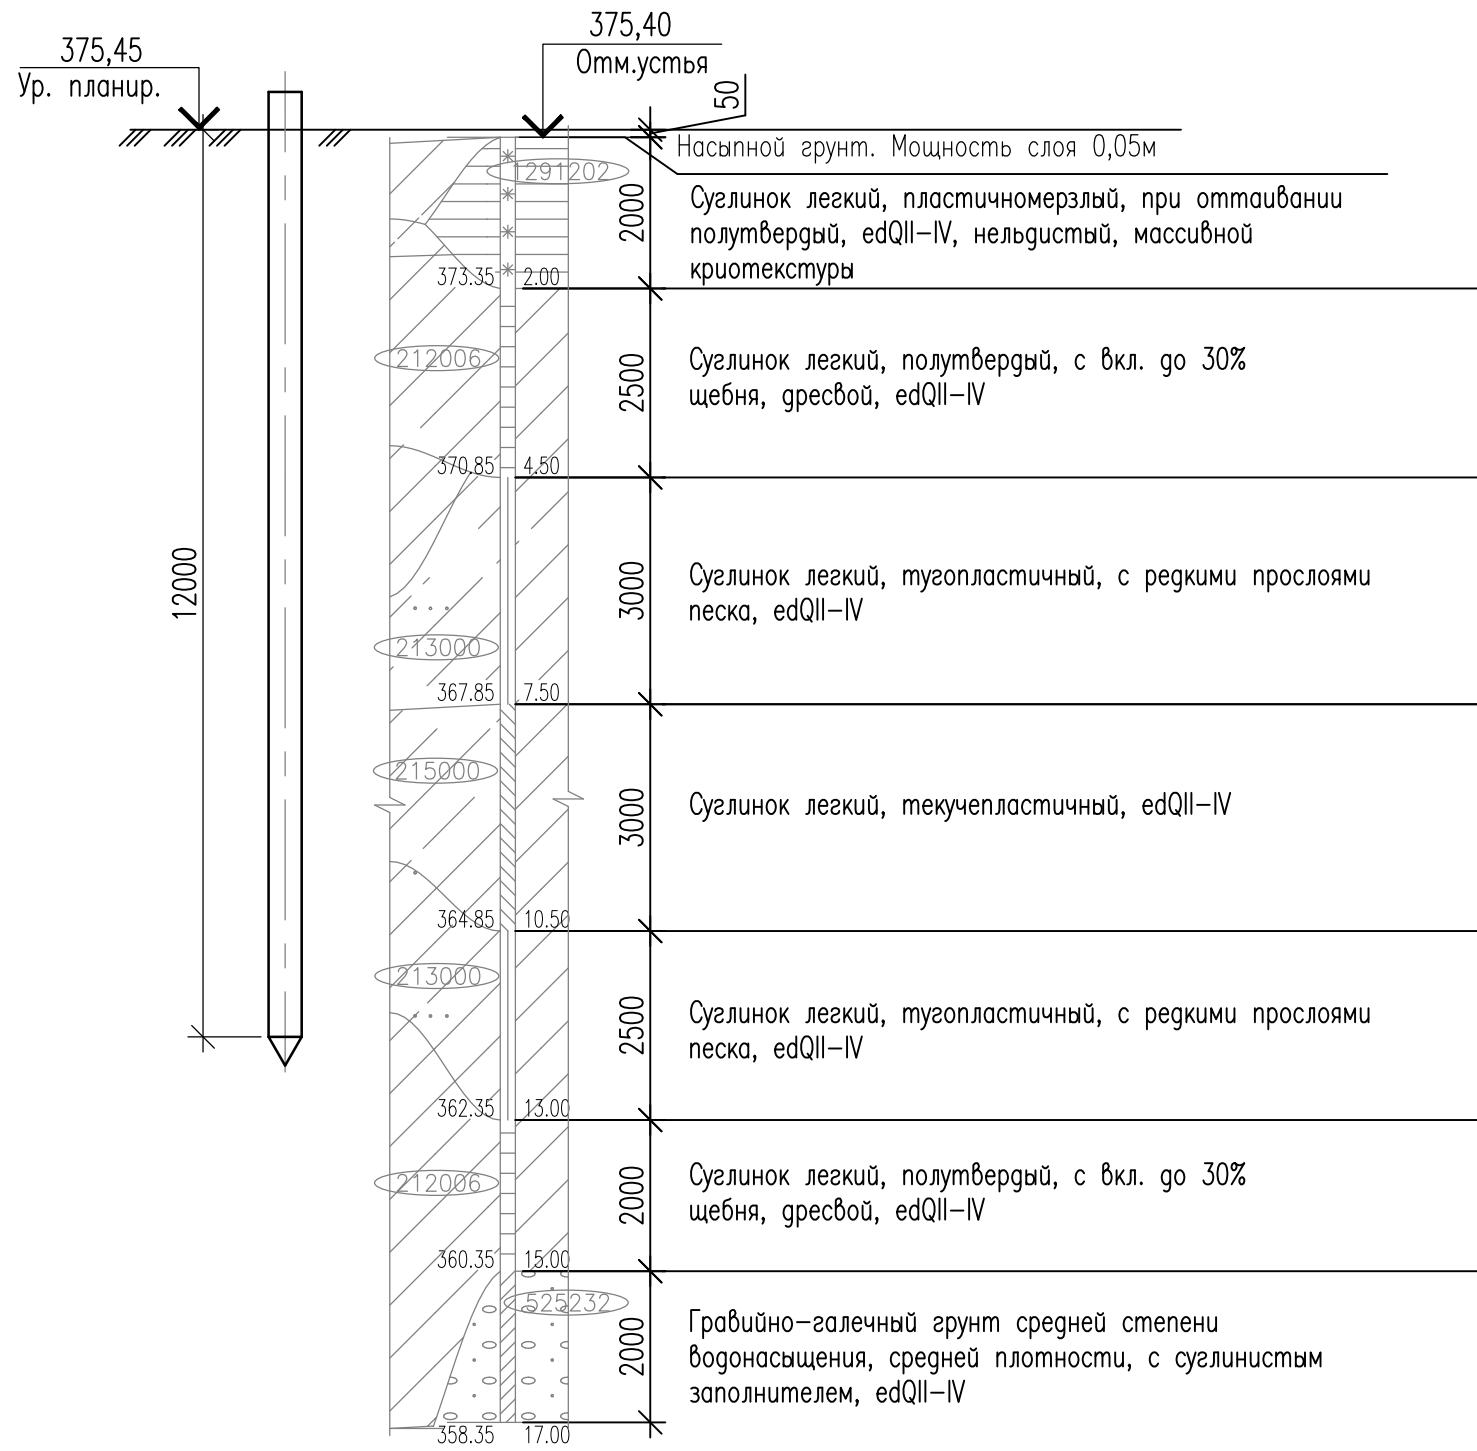 375,45
Ур. планир.
375,40
Отм.устья
50
Насыпной грунт. Мощность слоя 0,05м
1291202
2000
Суглинок легкий, пластичномерзлый, при оттаивании
полутвердый, edQII-IV, нельдистый, массивной
криотекстуры
373.35 2.00
212006
2500
Суглинок легкий, полутвердый, с вкл. до 30%
щебня, дресвой, edQII-IV
370.85 4.50
12000
3000
Суглинок легкий, тугопластичный, с редкими прослоями
песка, edQII-IV
213000
367.85 7.50
215000
3000
Суглинок легкий, текучепластичный, edQII-IV
364.85 10.50
213000
2500
Суглинок легкий, тугопластичный, с редкими прослоями
песка, edQII-IV
362.35 13.00
212006
2000
Суглинок легкий, полутвердый, с вкл. до 30%
щебня, дресвой, edQII-IV
360.35 15.00
525232
2000
Гравийно-галечный грунт средней степени
водонасыщения, средней плотности, с суглинистым
заполнителем, edQII-IV
358.35 17.00